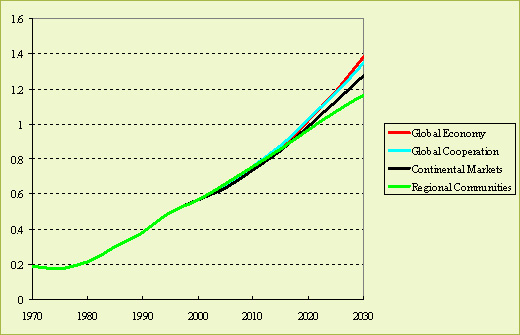 1.6
1.4
1.2
1
0.8
0.6
0.4
0.2
0
1970 1980 1990 2000 2010 2020 2030
Global Economy
Global Cooperation
Continental Markets
Regional Communities